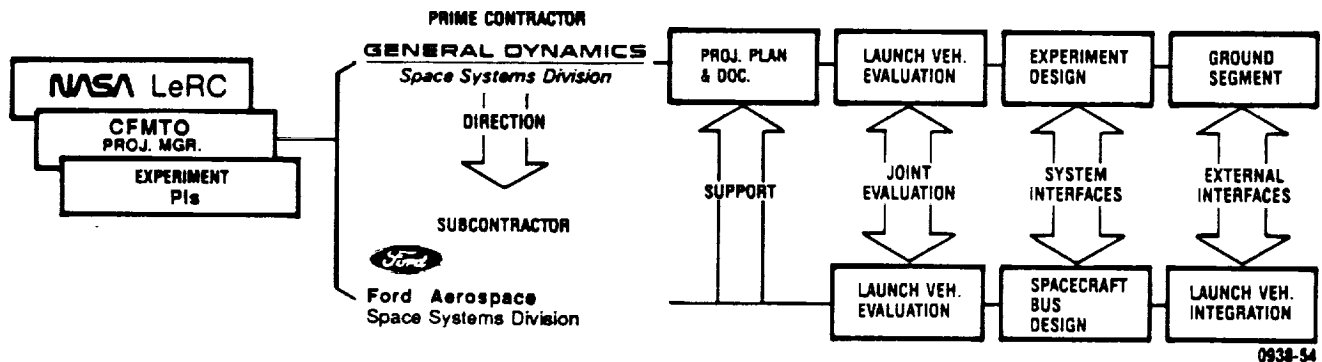 NASA LeRC
CFMTO
PROJ. MGR.
EXPERIMENT
PIs
PRIME CONTRACTOR
GENERAL DYNAMICS
Space Systems Division
DIRECTION
SUBCONTRACTOR
Ford
Ford Aerospace
Space Systems Division
PROJ. PLAN
& DOC.
LAUNCH VEH.
EVALUATION
EXPERIMENT
DESIGN
GROUND
SEGMENT
SUPPORT
JOINT
EVALUATION
SYSTEM
INTERFACES
EXTERNAL
INTERFACES
LAUNCH VEH.
EVALUATION
SPACECRAFT
BUS
DESIGN
LAUNCH VEH.
INTEGRATION
0938-54